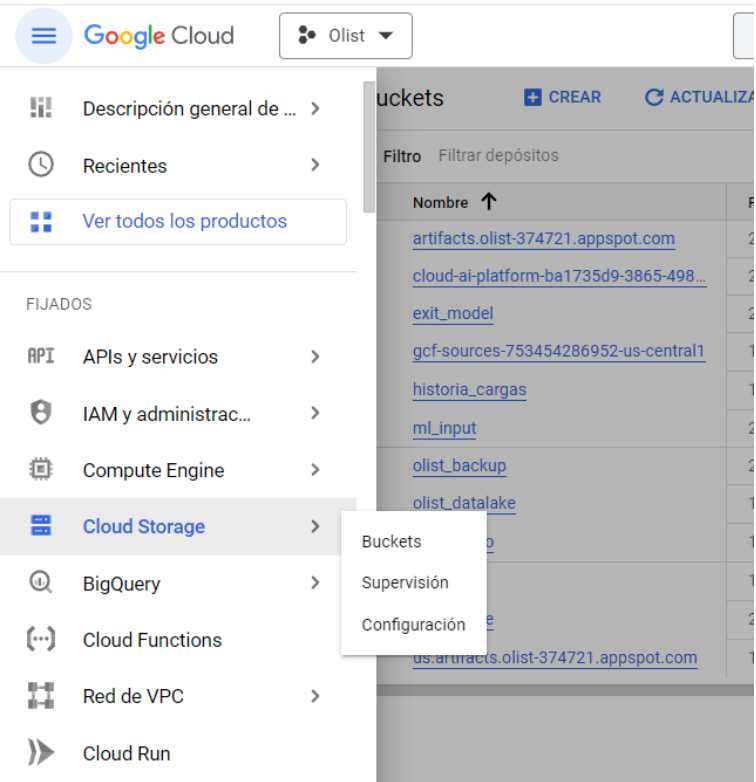 Google Cloud
Olist
Descripción general de ...
Recientes
Ver todos los productos
FIJADOS
APIs y servicios
IAM y administrac...
Compute Engine
Cloud Storage
BigQuery
Cloud Functions
Red de VPC
Cloud Run
Buckets
Supervisión
Configuración
uckets
CREAR
ACTUALIZA
Filtro Filtrar depósitos
Nombre
artifacts.olist-374721.appspot.com
cloud-ai-platform-ba1735d9-3865-498...
exit_model
gcf-sources-753454286952-us-central1
historia_cargas
ml_input
olist_backup
olist_datalake
us.artifacts.olist-374721.appspot.com